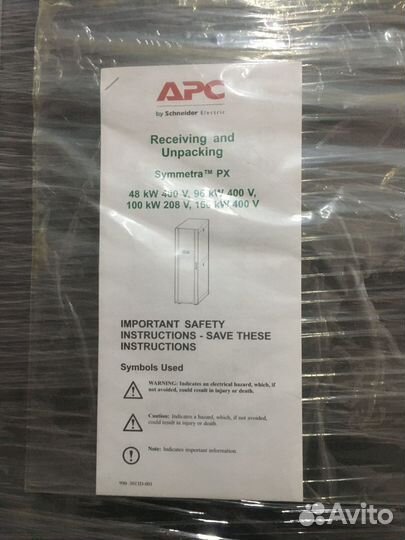 APC
by Schneider Electric
Receiving and
Unpacking
Symmetra™ PX
48 kW 400 V, 96 kW 400 V,
100 kW 208 V, 160 kW 400 V
IMPORTANT SAFETY
INSTRUCTIONS - SAVE THESE
INSTRUCTIONS
Symbols Used
WARNING: Indicates an electrical hazard, which, if
not avoided, could result in injury or death.
Caution: Indicates a hazard, which, if not avoided,
could result in injury or death.
Note: Indicates important information.
Avito